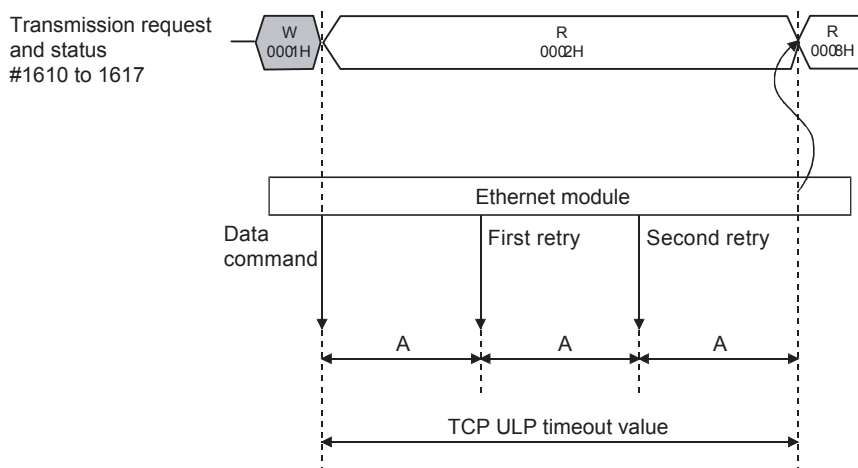 Transmission request
and status
#1610 to 1617
W
0001H
R
0002H
R
0008H
Ethernet module
Data
command
First retry
Second retry
A
A
A
TCP ULP timeout value